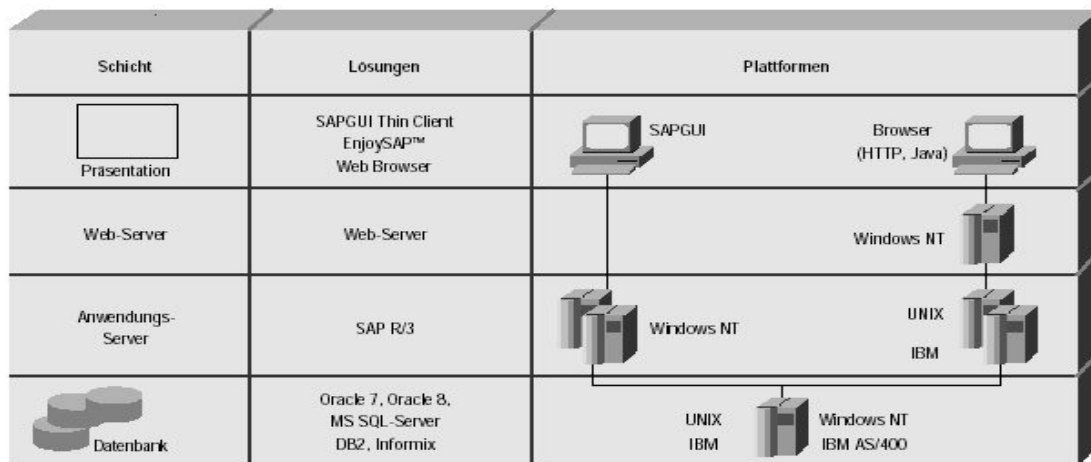 Schicht
Lösungen
Plattformen
Präsentation
SAPGUI Thin Client
EnjoySAP™
Web Browser
SAPGUI
Browser
(HTTP, Java)
Web-Server
Web-Server
Windows NT
Anwendungs-
Server
SAP R/3
Windows NT
UNIX
IBM
Datenbank
Oracle 7, Oracle 8,
MS SQL-Server
DB2, Informix
UNIX
IBM
Windows NT
IBM AS/400